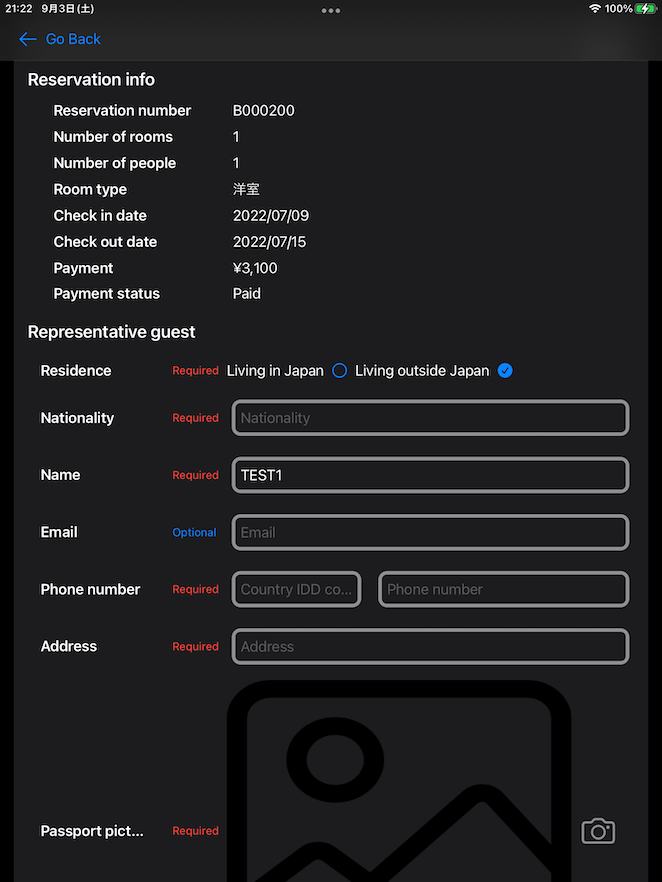 21:22 9月3日(土)
100%
Go Back
Reservation info
Reservation number B000200
Number of rooms 1
Number of people 1
Room type 洋室
Check in date 2022/07/09
Check out date 2022/07/15
Payment ¥3,100
Payment status Paid
Representative guest
Residence Required Living in Japan Living outside Japan
Nationality Required Nationality
Name Required TEST1
Email Optional Email
Phone number Required Country IDD co... Phone number
Address Required Address
Passport pict... Required